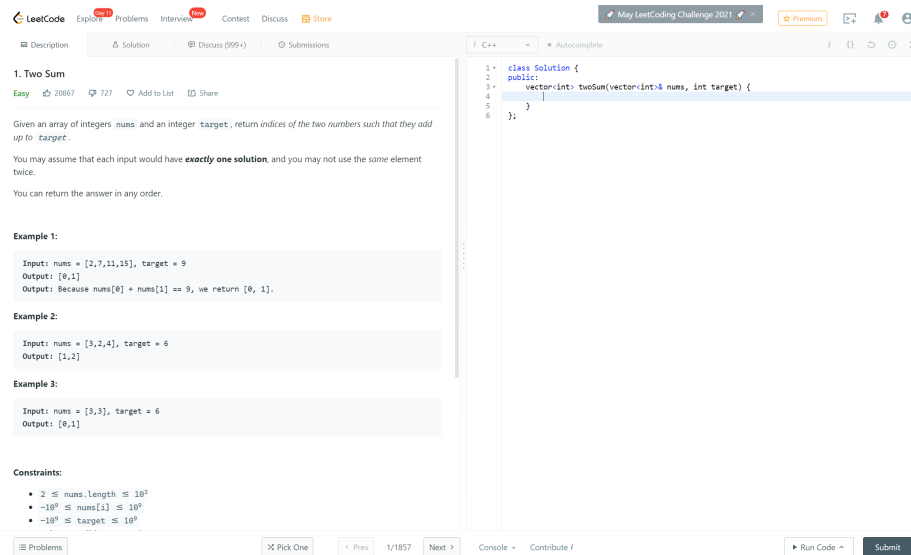 LeetCode Explore Day 11 Problems Interview New Contest Discuss Store
May LeetCoding Challenge 2021
Premium
7
Description Solution Discuss (999+) Submissions
i C++ Autocomplete
1. Two Sum
Easy 20867 727 Add to List Share
Given an array of integers nums and an integer target, return indices of the two numbers such that they add
up to target.
You may assume that each input would have exactly one solution, and you may not use the same element
twice.
You can return the answer in any order.
Example 1:
Input: nums = [2,7,11,15], target = 9
Output: [0,1]
Output: Because nums[0] + nums[1] == 9, we return [0, 1].
Example 2:
Input: nums = [3,2,4], target = 6
Output: [1,2]
Example 3:
Input: nums = [3,3], target = 6
Output: [0,1]
Constraints:
• 2 ≤ nums.length ≤ 10³
• -10⁹ ≤ nums[i] ≤ 10⁹
• -10⁹ ≤ target ≤ 10⁹
1 class Solution {
2 public:
3 vector<int> twoSum(vector<int>& nums, int target) {
4
5 }
6 };
Problems Pick One < Prev 1/1857 Next > Console Contribute i Run Code Submit